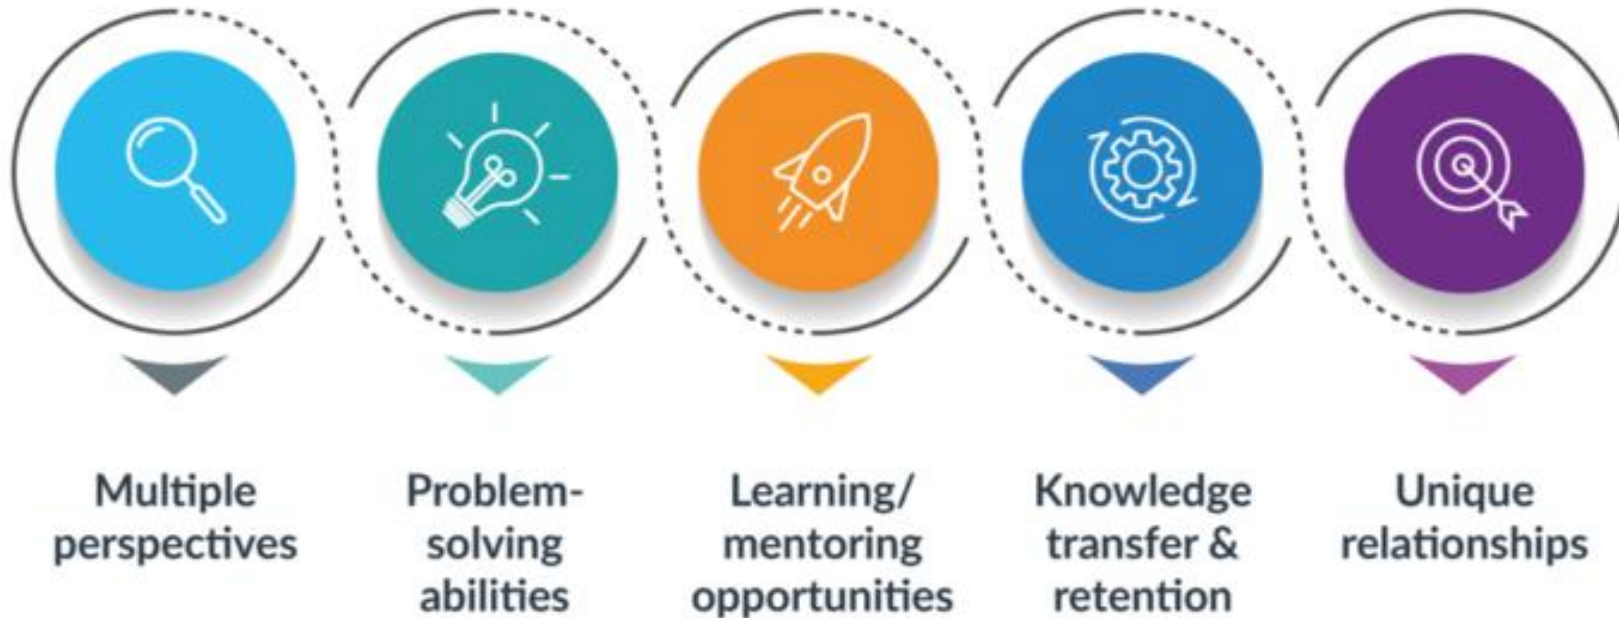 Multiple
perspectives
Problem-
solving
abilities
Learning/
mentoring
opportunities
Knowledge
transfer &
retention
Unique
relationships